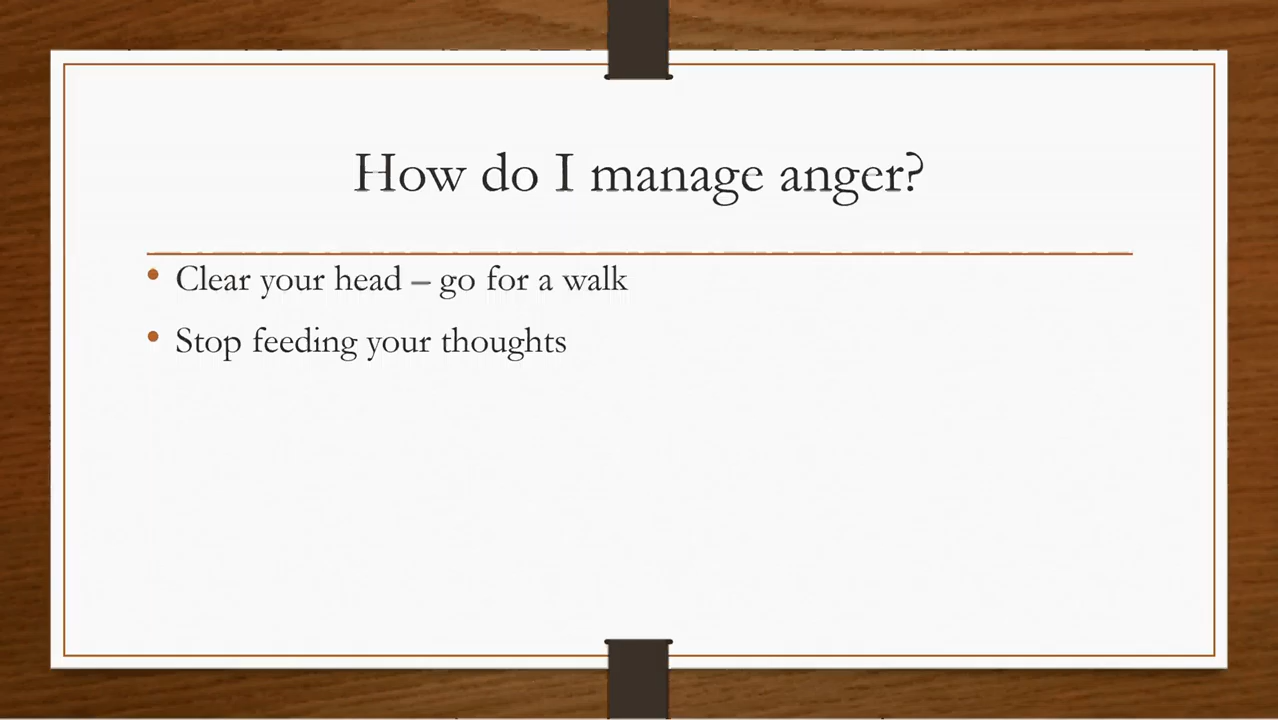 How do I manage anger?
• Clear your head – go for a walk
• Stop feeding your thoughts